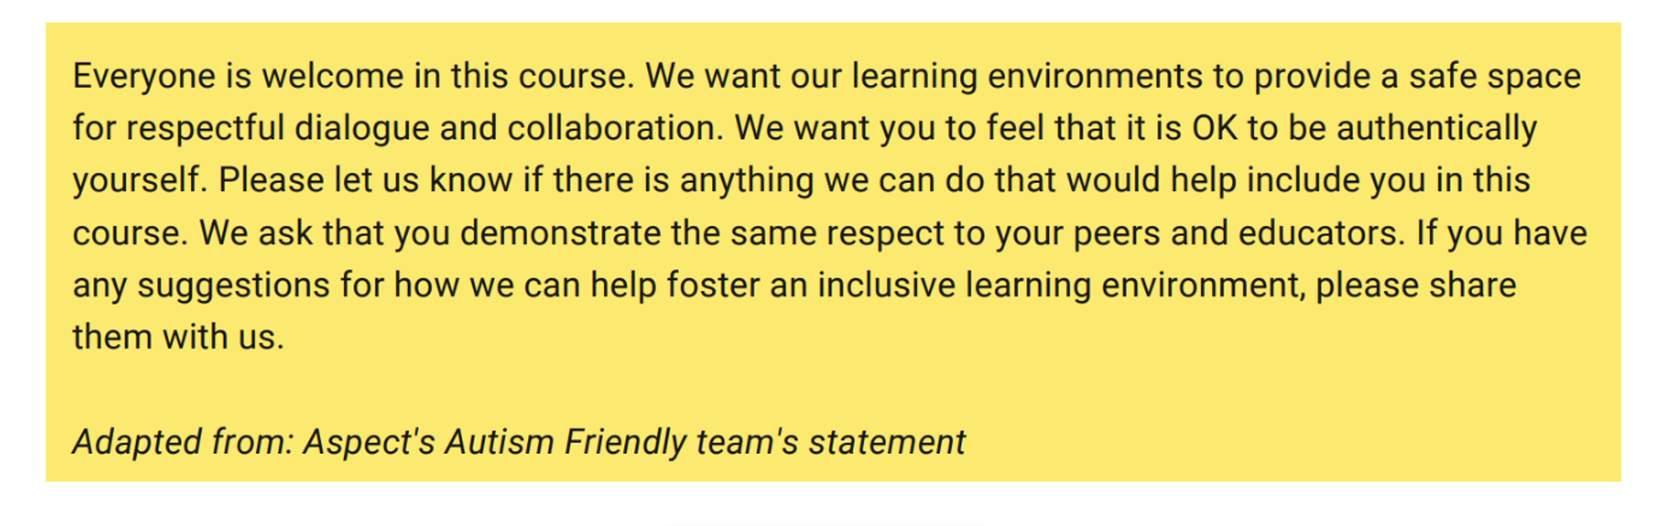 Everyone is welcome in this course. We want our learning environments to provide a safe space
for respectful dialogue and collaboration. We want you to feel that it is OK to be authentically
yourself. Please let us know if there is anything we can do that would help include you in this
course. We ask that you demonstrate the same respect to your peers and educators. If you have
any suggestions for how we can help foster an inclusive learning environment, please share
them with us.
Adapted from: Aspect's Autism Friendly team's statement